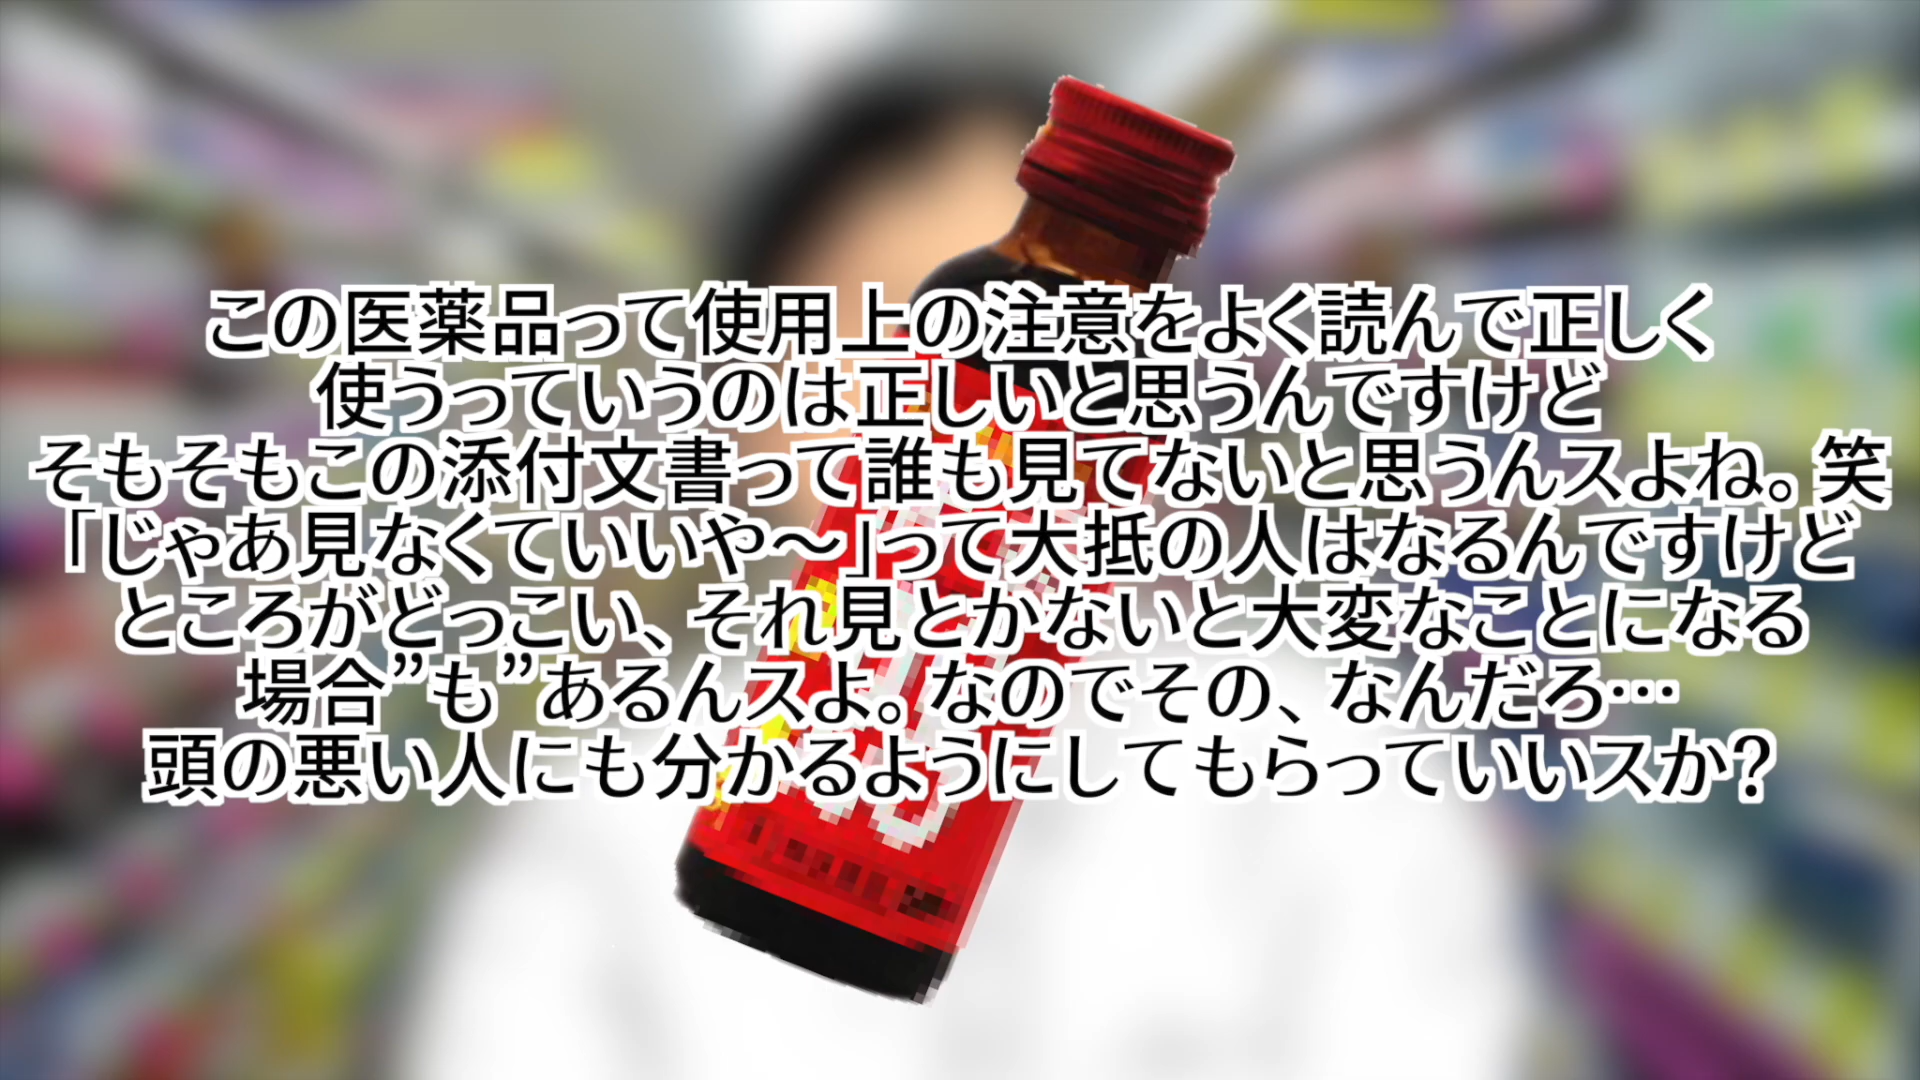 この医薬品って使用上の注意をよく読んで正しく
使うっていうのは正しいと思うんですけど
そもそもこの添付文書って誰も見てないと思うんスよね。笑
「じゃあ見なくていいや～」って大抵の人はなるんですけど
ところがどっこい、それ見とかないと大変なことになる
場合”も”あるんスよ。なのでその、なんだろ…
頭の悪い人にも分かるようにしてもらっていいスか?